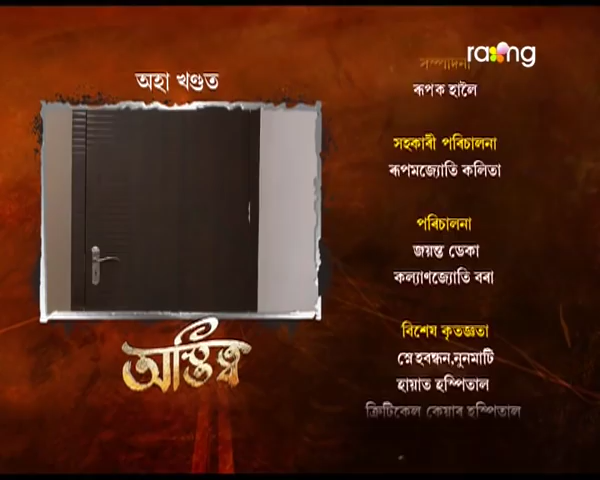 rang
অহা খণ্ডত
সম্পাদনা
ৰূপক হালৈ
সহকাৰী পৰিচালনা
ৰূপমজ্যোতি কলিতা
পৰিচালনা
জয়ন্ত ডেকা
কল্যাণজ্যোতি বৰা
অস্তিত্ব
বিশেষ কৃতজ্ঞতা
স্নেহবন্ধন,নুনমাটি
হায়াত হস্পিতাল
ক্ৰিটিকেল কেয়াৰ হস্পিতাল